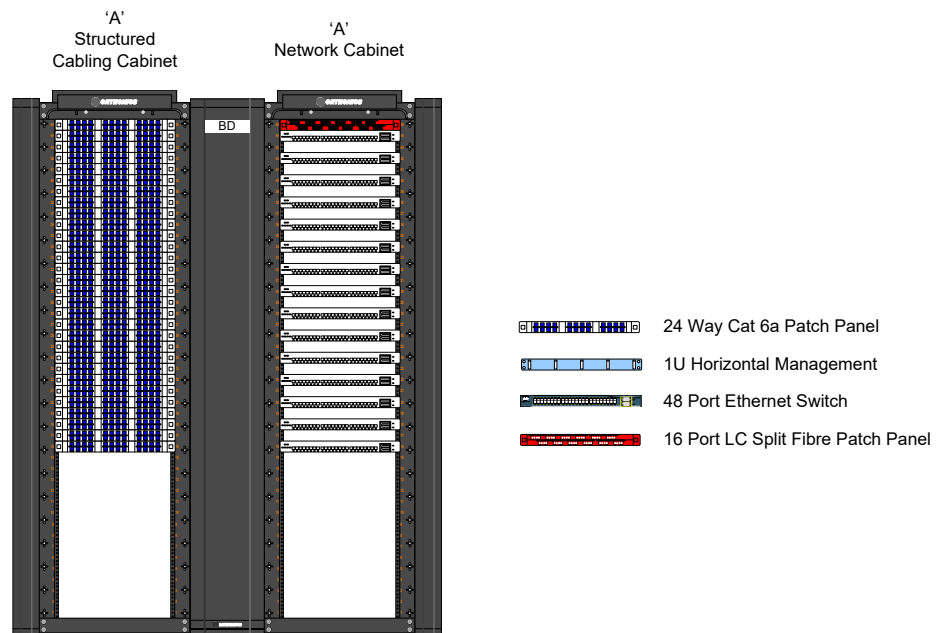 ‘A’
Structured
Cabling Cabinet
‘A’
Network Cabinet
BD
24 Way Cat 6a Patch Panel
1U Horizontal Management
48 Port Ethernet Switch
16 Port LC Split Fibre Patch Panel